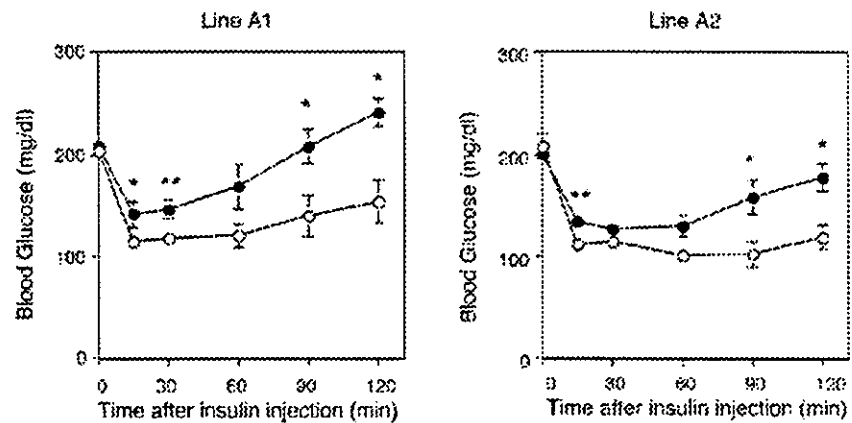 Line A1
300
200
100
0
Blood Glucose (mg/dl)
*
**
*
*
0 30 60 90 120
Time after insulin injection (min)
Line A2
300
200
100
0
Blood Glucose (mg/dl)
**
*
*
0 30 60 90 120
Time after insulin injection (min)